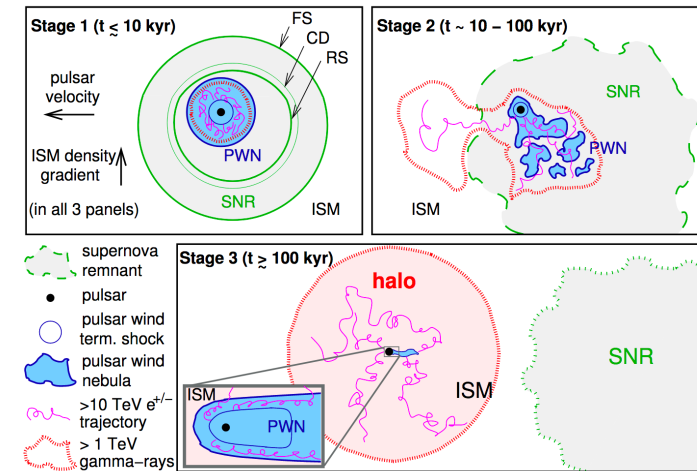 Stage 1 (t ≲ 10 kyr)
FS
CD
RS
PWN
SNR
ISM
pulsar
velocity
ISM density
gradient
(in all 3 panels)
Stage 2 (t ~ 10 − 100 kyr)
SNR
PWN
ISM
supernova
remnant
pulsar
pulsar wind
term. shock
pulsar wind
nebula
>10 TeV e+/−
trajectory
> 1 TeV
gamma−rays
Stage 3 (t ≳ 100 kyr)
halo
ISM
SNR
ISM
PWN